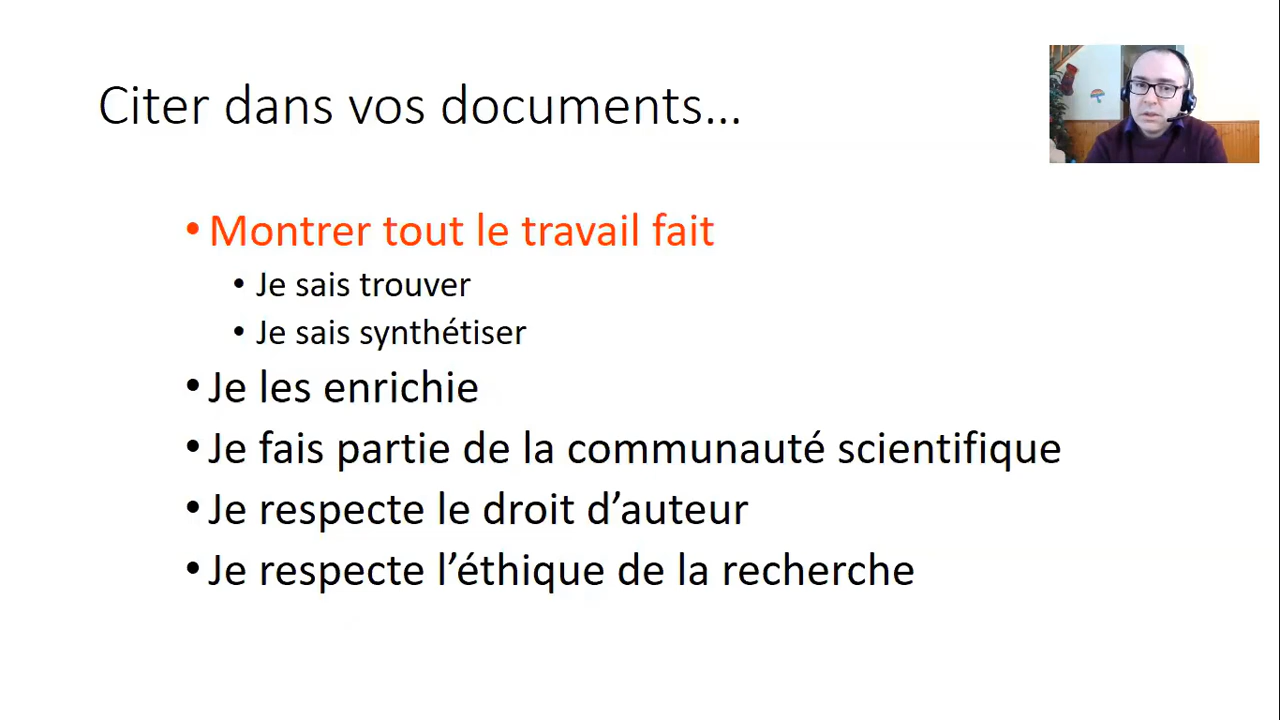 Citer dans vos documents...
• Montrer tout le travail fait
• Je sais trouver
• Je sais synthétiser
• Je les enrichie
• Je fais partie de la communauté scientifique
• Je respecte le droit d’auteur
• Je respecte l’éthique de la recherche